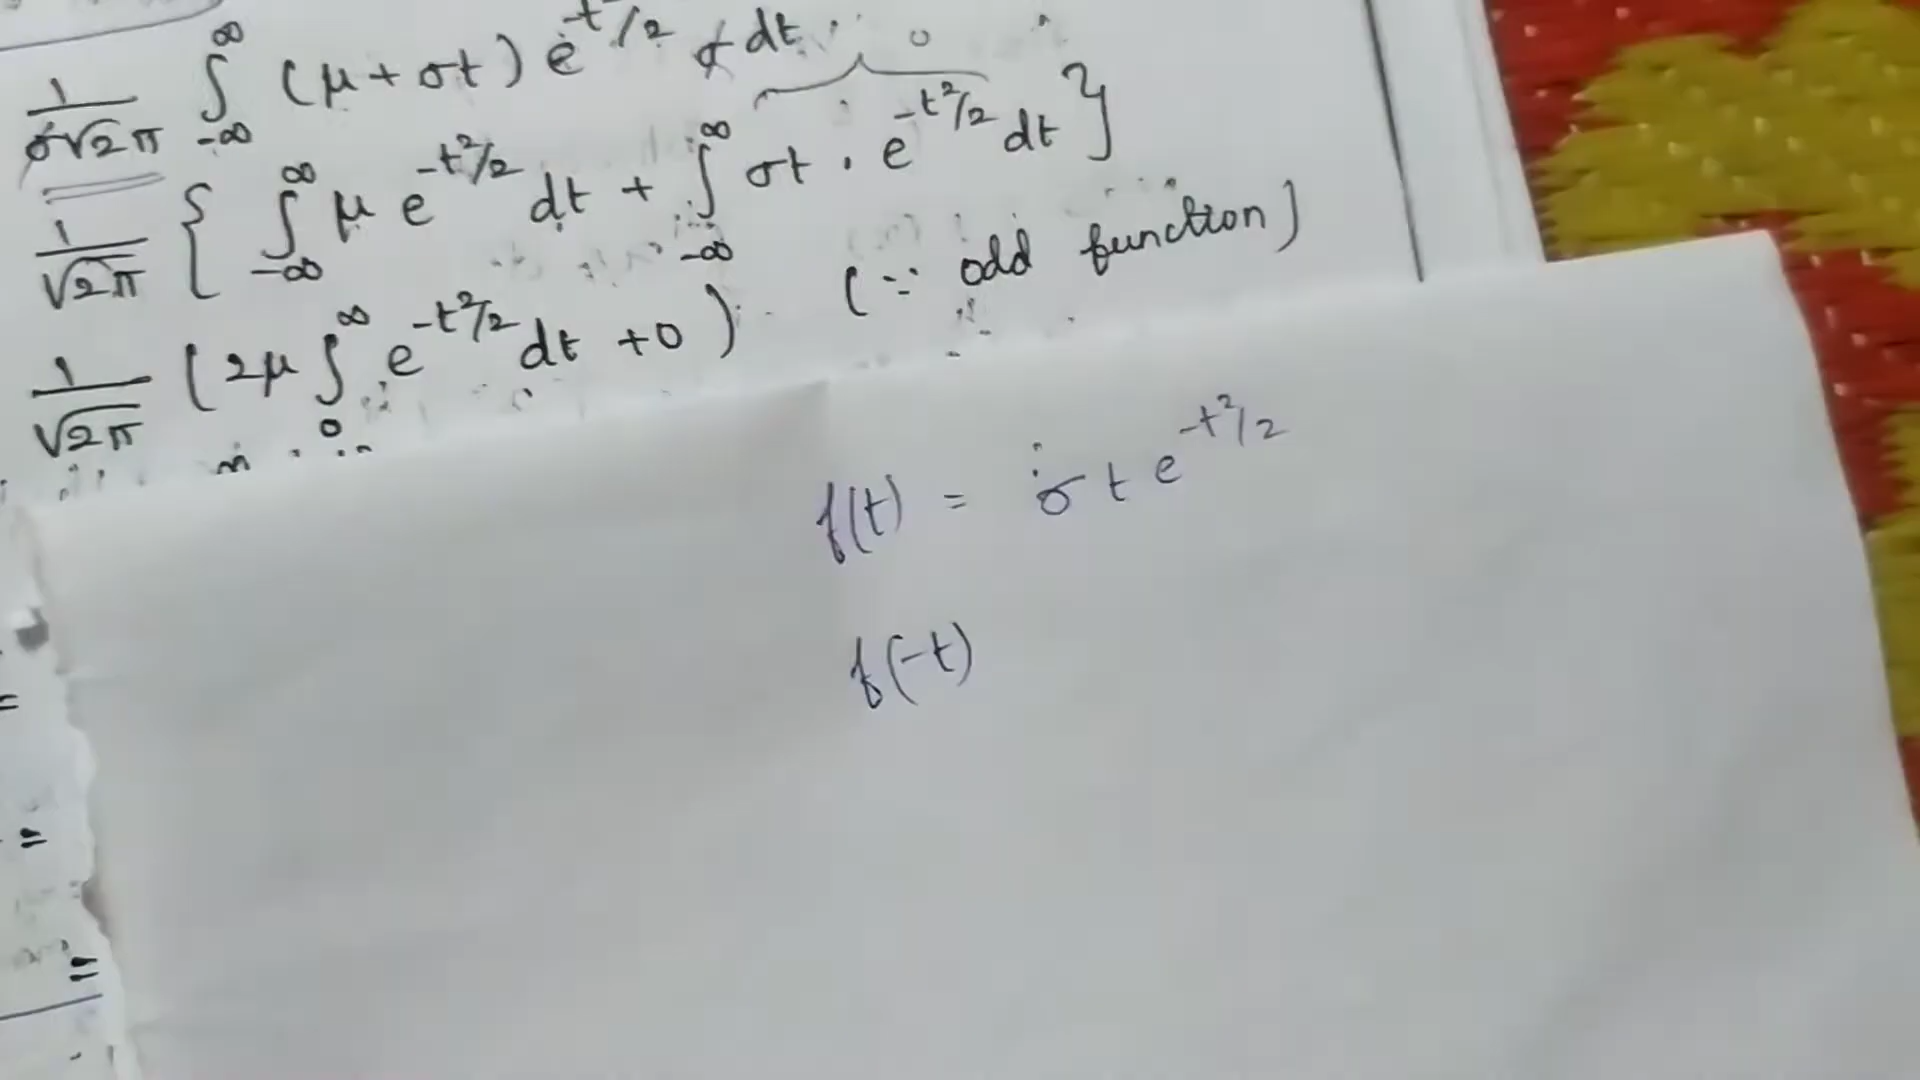 1/σ√2π ∫_{-∞}^{∞} (μ + σt) e^{-t²/2} σ dt
1/√2π { ∫_{-∞}^{∞} μ e^{-t²/2} dt + ∫_{-∞}^{∞} σt · e^{-t²/2} dt } 0
1/√2π (2μ ∫_{0}^{∞} e^{-t²/2} dt + 0) (∵ odd function)
f(t) = σ t e^{-t²/2}
f(-t)
=
=
=